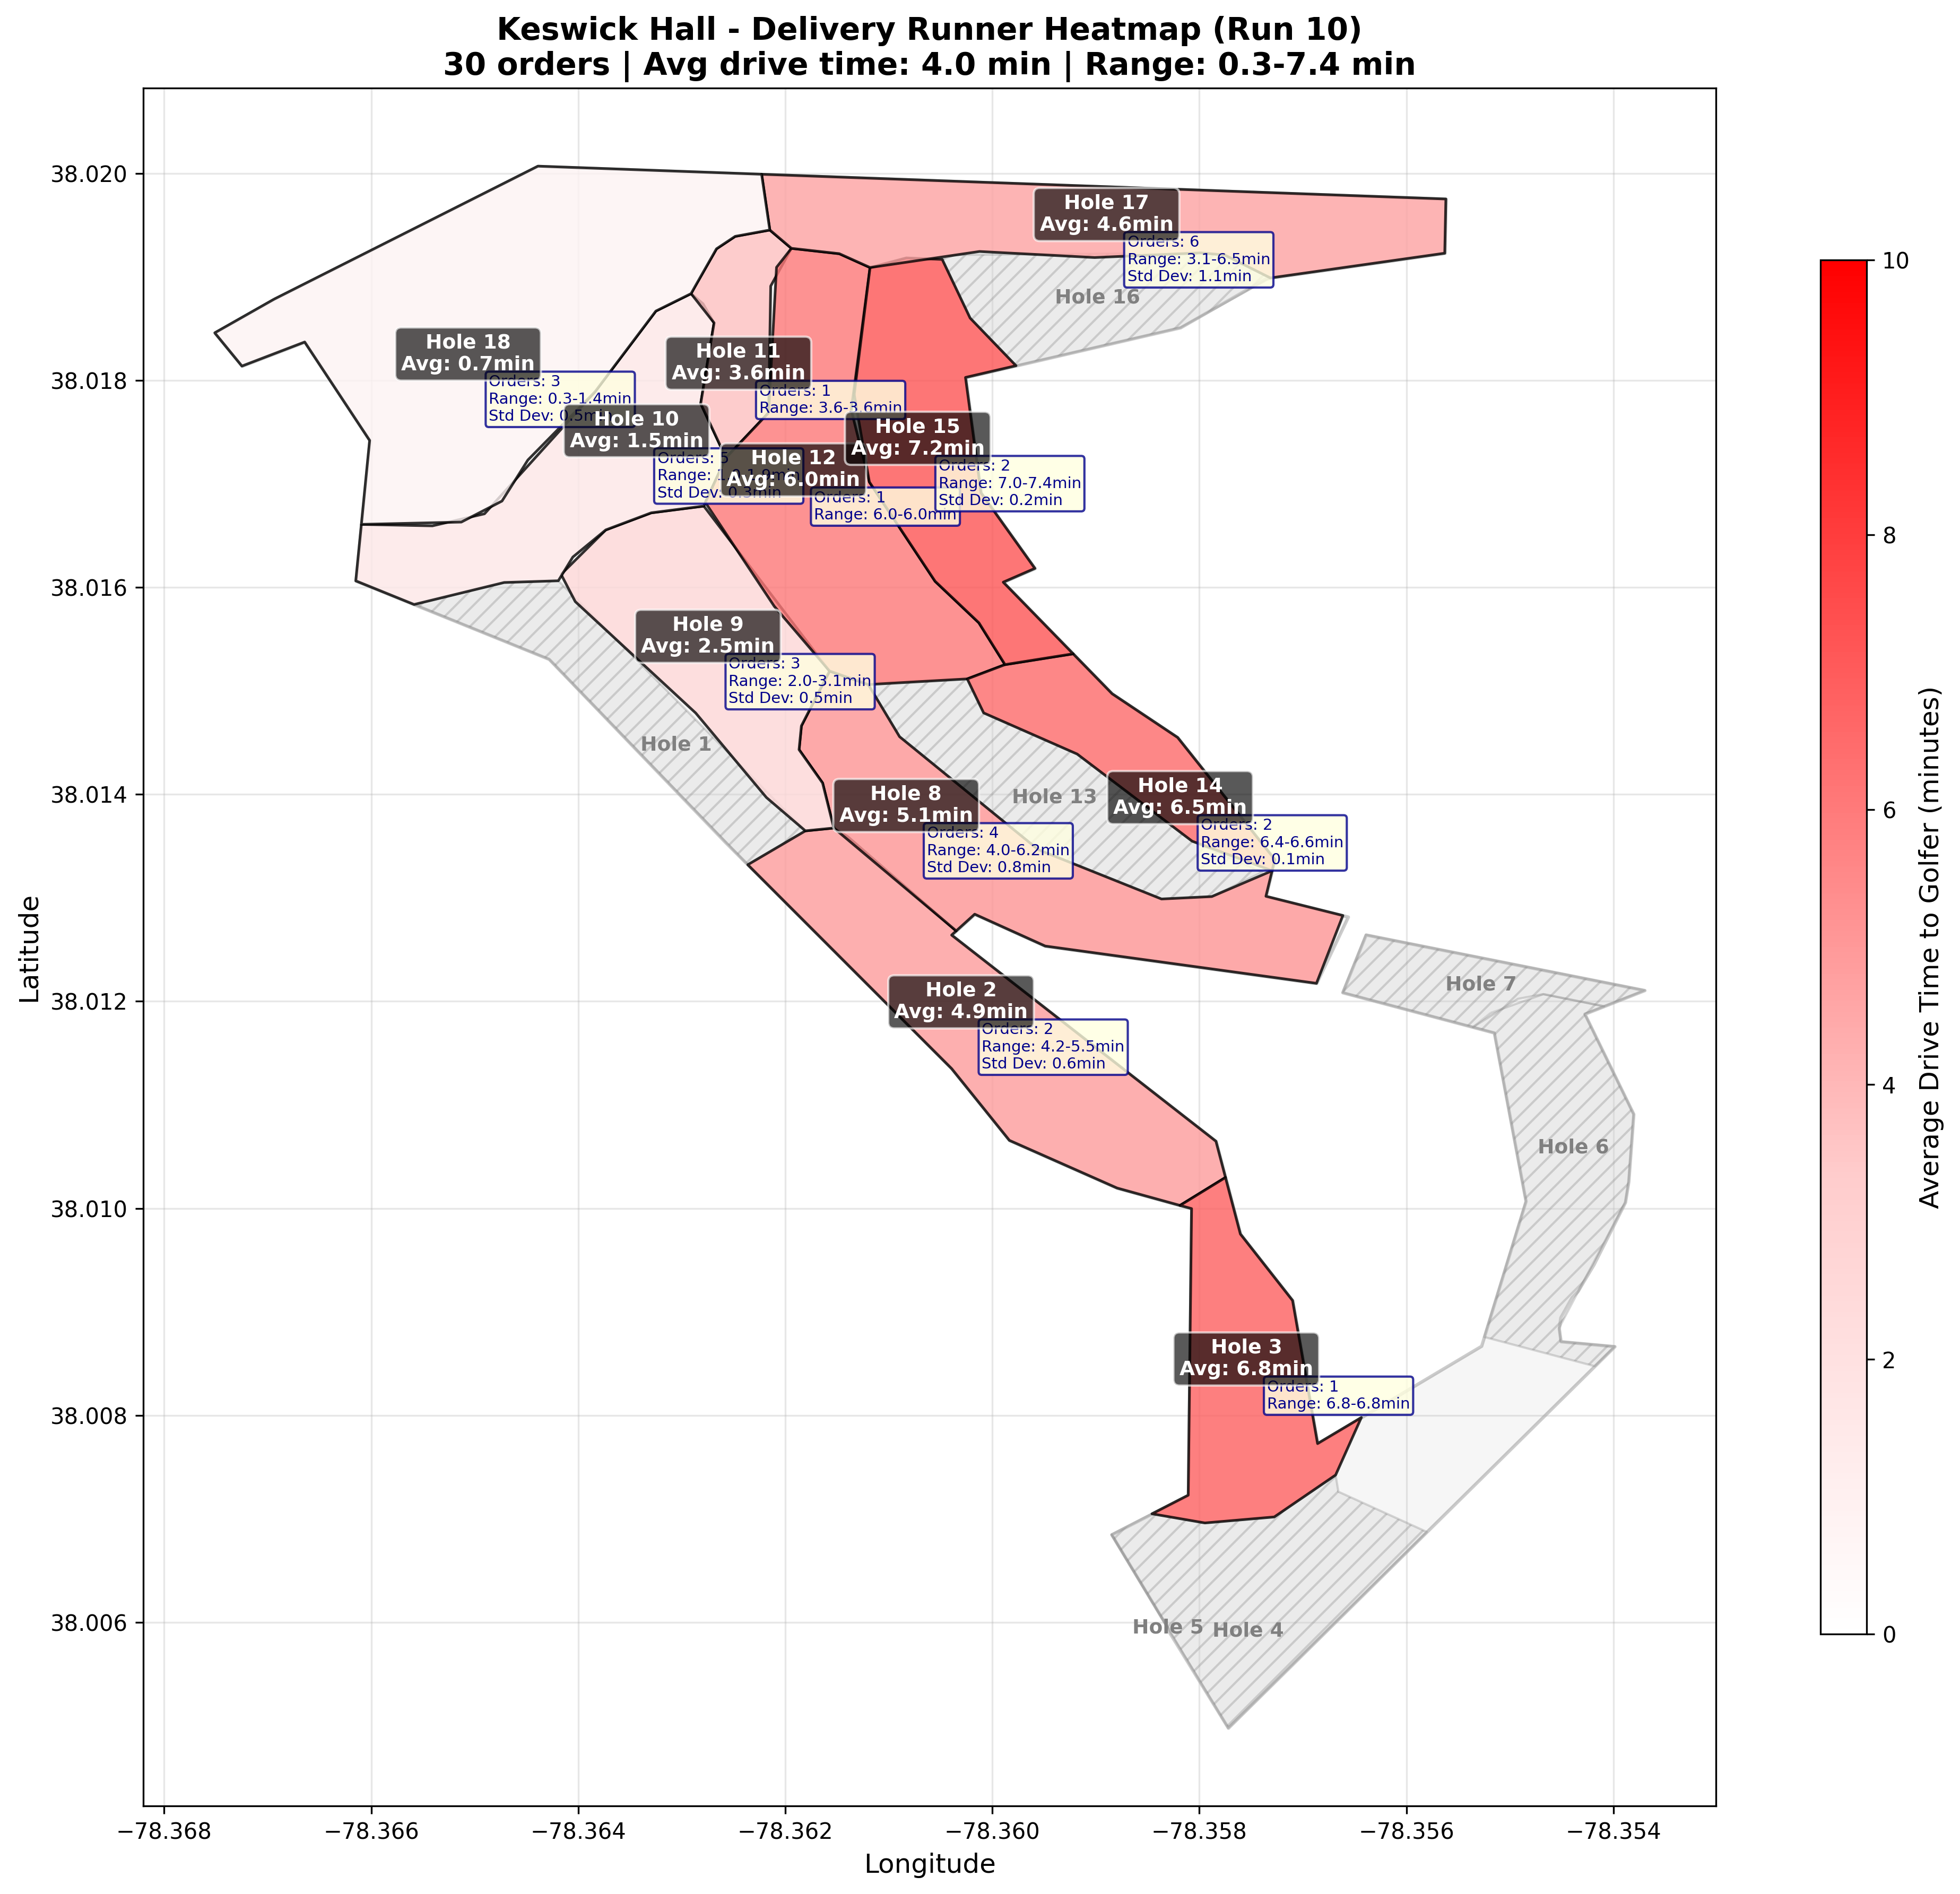 Keswick Hall - Delivery Runner Heatmap (Run 10)
30 orders | Avg drive time: 4.0 min | Range: 0.3-7.4 min
Latitude
38.020
38.018
38.016
38.014
38.012
38.010
38.008
38.006
Hole 17
Avg: 4.6min
Orders: 6
Range: 3.1-6.5min
Std Dev: 1.1min
Hole 16
Hole 18
Avg: 0.7min
Orders: 3
Range: 0.3-1.4min
Std Dev: 0.5min
Hole 11
Avg: 3.6min
Orders: 1
Range: 3.6-3.6min
Hole 10
Avg: 1.5min
Orders: 5
Range:
Std Dev: 0.3min
Hole 15
Avg: 7.2min
Orders: 2
Range: 7.0-7.4min
Std Dev: 0.2min
Hole 12
Avg: 6.0min
Orders: 1
Range: 6.0-6.0min
Hole 9
Avg: 2.5min
Orders: 3
Range: 2.0-3.1min
Std Dev: 0.5min
Hole 1
Hole 8
Avg: 5.1min
Orders: 4
Range: 4.0-6.2min
Std Dev: 0.8min
Hole 13
Hole 14
Avg: 6.5min
Orders: 2
Range: 6.4-6.6min
Std Dev: 0.1min
Hole 2
Avg: 4.9min
Orders: 2
Range: 4.2-5.5min
Std Dev: 0.6min
Hole 7
Hole 6
Hole 3
Avg: 6.8min
Orders: 1
Range: 6.8-6.8min
Hole 5
Hole 4
−78.368
−78.366
−78.364
−78.362
−78.360
−78.358
−78.356
−78.354
Longitude
10
8
6
4
2
0
Average Drive Time to Golfer (minutes)